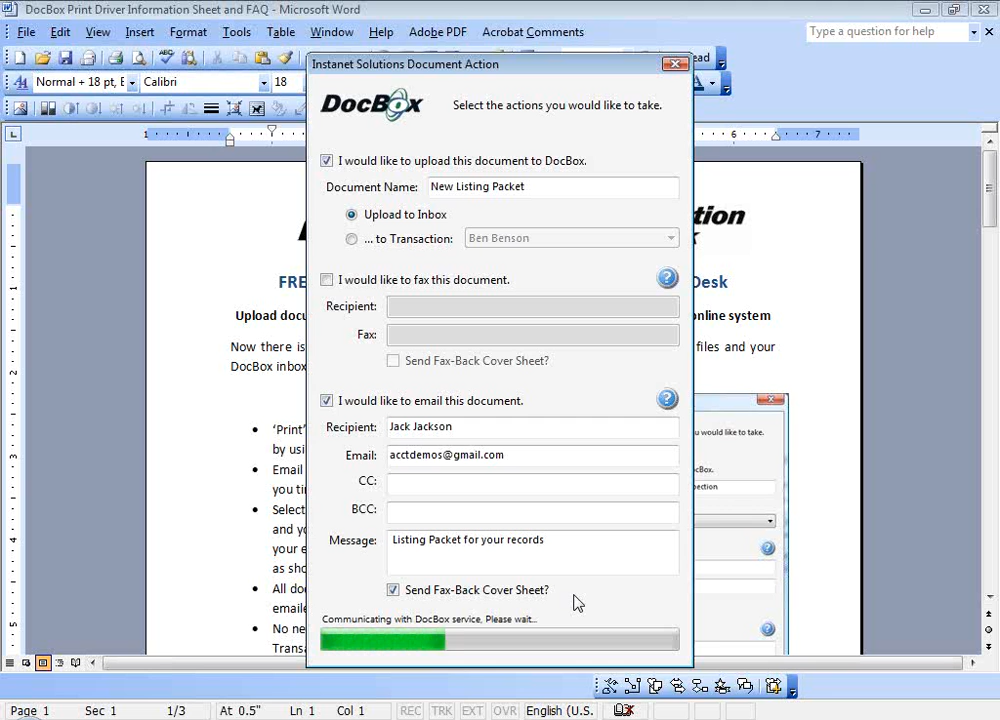 DocBox Print Driver Information Sheet and FAQ - Microsoft Word
File Edit View Insert Format Tools Table Window Help Adobe PDF Acrobat Comments
Type a question for help
Normal + 18 pt, Calibri 18
Instanet Solutions Document Action
DocBox
Select the actions you would like to take.
I would like to upload this document to DocBox.
Document Name: New Listing Packet
Upload to Inbox
... to Transaction: Ben Benson
I would like to fax this document.
Recipient:
Fax:
Send Fax-Back Cover Sheet?
I would like to email this document.
Recipient: Jack Jackson
Email: acctdemos@gmail.com
CC:
BCC:
Message: Listing Packet for your records
Send Fax-Back Cover Sheet?
Communicating with DocBox service, Please wait...
FRE
Desk
Upload docu
online system
Now there is
files and your
DocBox inbox
• 'Print'
by usi
• Email
you ti
• Select
and yo
your e
as sho
• All doc
emaile
• No nee
Transa
Page 1 Sec 1 1/3 At 0.5" Ln 1 Col 1 REC TRK EXT OVR English (U.S.